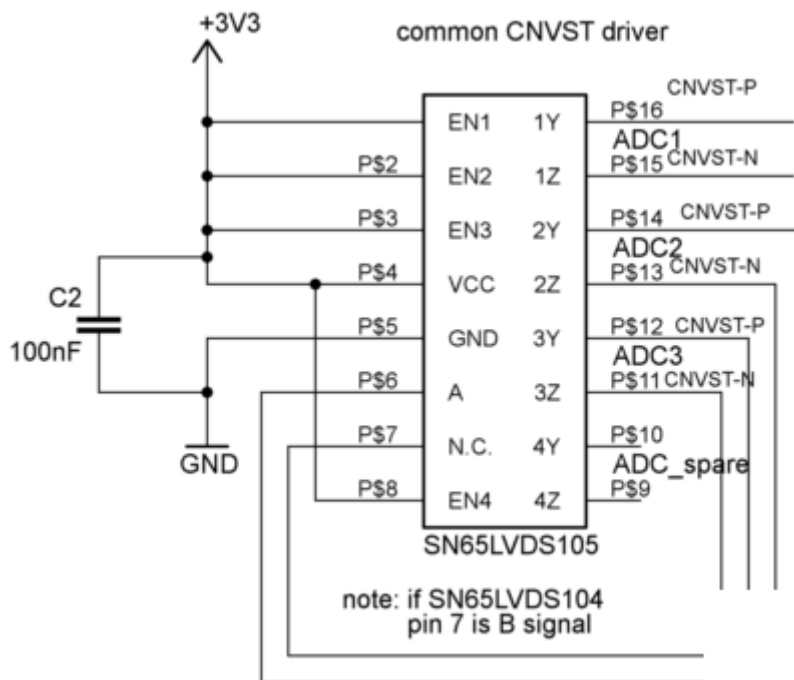 +3V3
common CNVST driver
CNVST-P
EN1 1Y P$16
ADC1
P$2 EN2 1Z P$15 CNVST-N
P$3 EN3 2Y P$14 CNVST-P
ADC2
P$4 VCC 2Z P$13 CNVST-N
C2
100nF
P$5 GND 3Y P$12 CNVST-P
ADC3
P$6 A 3Z P$11 CNVST-N
P$7 N.C. 4Y P$10
GND
ADC_spare
P$8 EN4 4Z P$9
SN65LVDS105
note: if SN65LVDS104
pin 7 is B signal